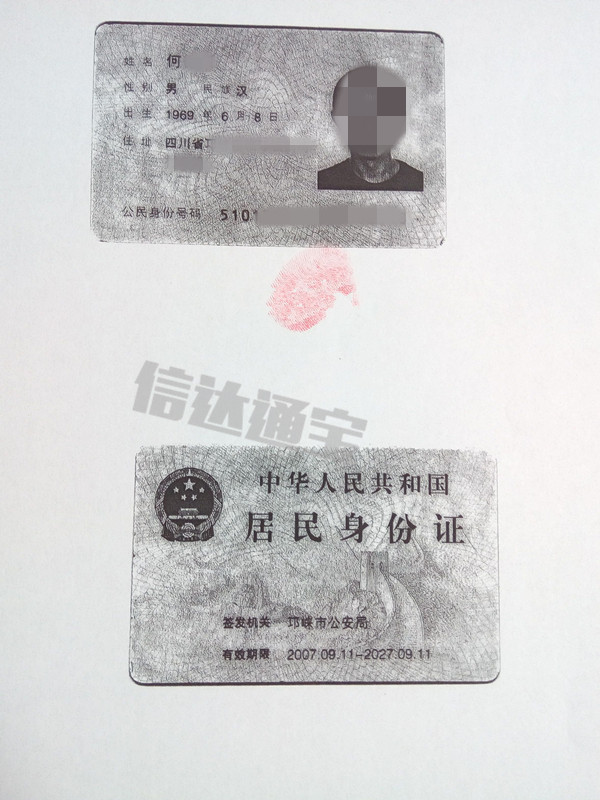 姓名 何
性别 男 民族 汉
出生 1969 年 6 月 8 日
住址 四川省
公民身份号码 510
信达通宝
中华人民共和国
居民身份证
签发机关 邛崃市公安局
有效期限 2007.09.11-2027.09.11